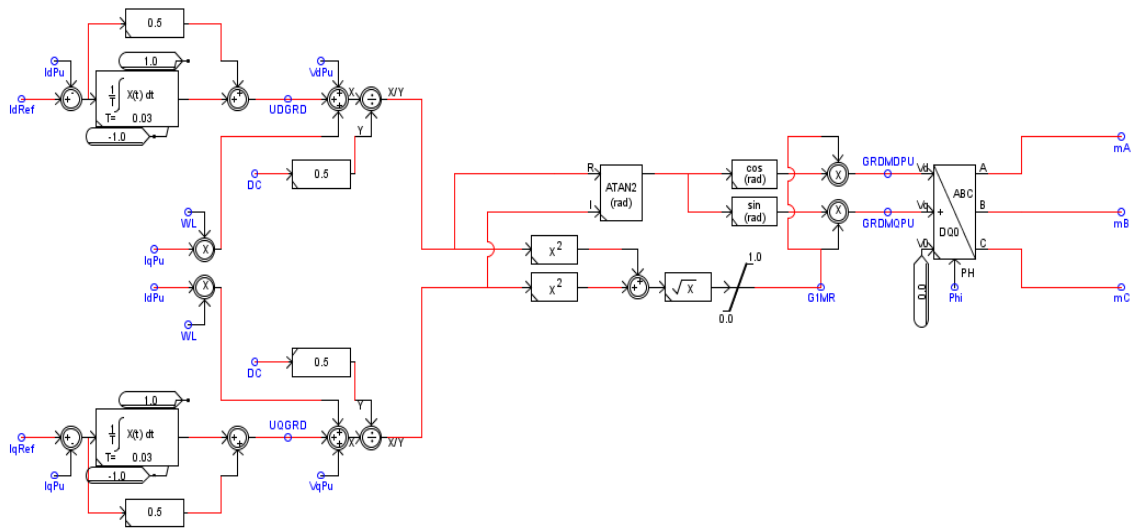 0.5
1.0
IdPu
IdRef
+
-
1/T ∫ X(t) dt
T= 0.03
-1.0
+
+
UDGRD
VdPu
+
+
+
X
÷
X/Y
Y
DC
0.5
WL
IqPu
X
IdPu
X
WL
DC
0.5
Y
1.0
IqRef
+
-
1/T ∫ X(t) dt
T= 0.03
-1.0
IqPu
0.5
+
+
UQGRD
+
+
+
X
÷
X/Y
VqPu
R
I
ATAN2
(rad)
cos
(rad)
sin
(rad)
X
X
X²
X²
+
+
√X
1.0
0.0
G1MR
GRDMDPU
GRDMQPU
Vd
Vq
V0
+
ABC
DQ0
A
B
C
PH
Phi
0.0
mA
mB
mC